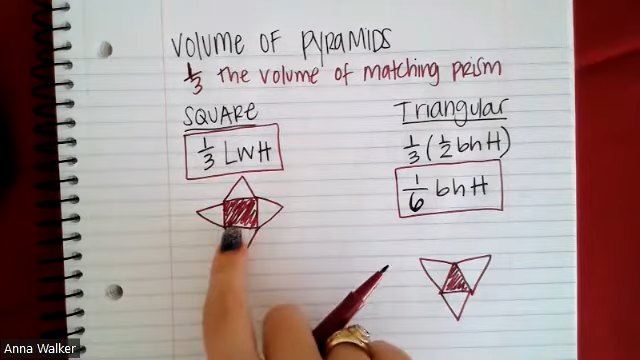 VOLUME OF PYRAMIDS
1/3 the volume of matching prism
SQUARE
1/3 LWH
Triangular
1/3 (1/2 bhH)
1/6 bhH
Anna Walker